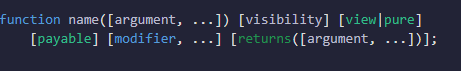 function name([argument, ...]) [visibility] [view|pure]
[payable] [modifier, ...] [returns([argument, ...])];